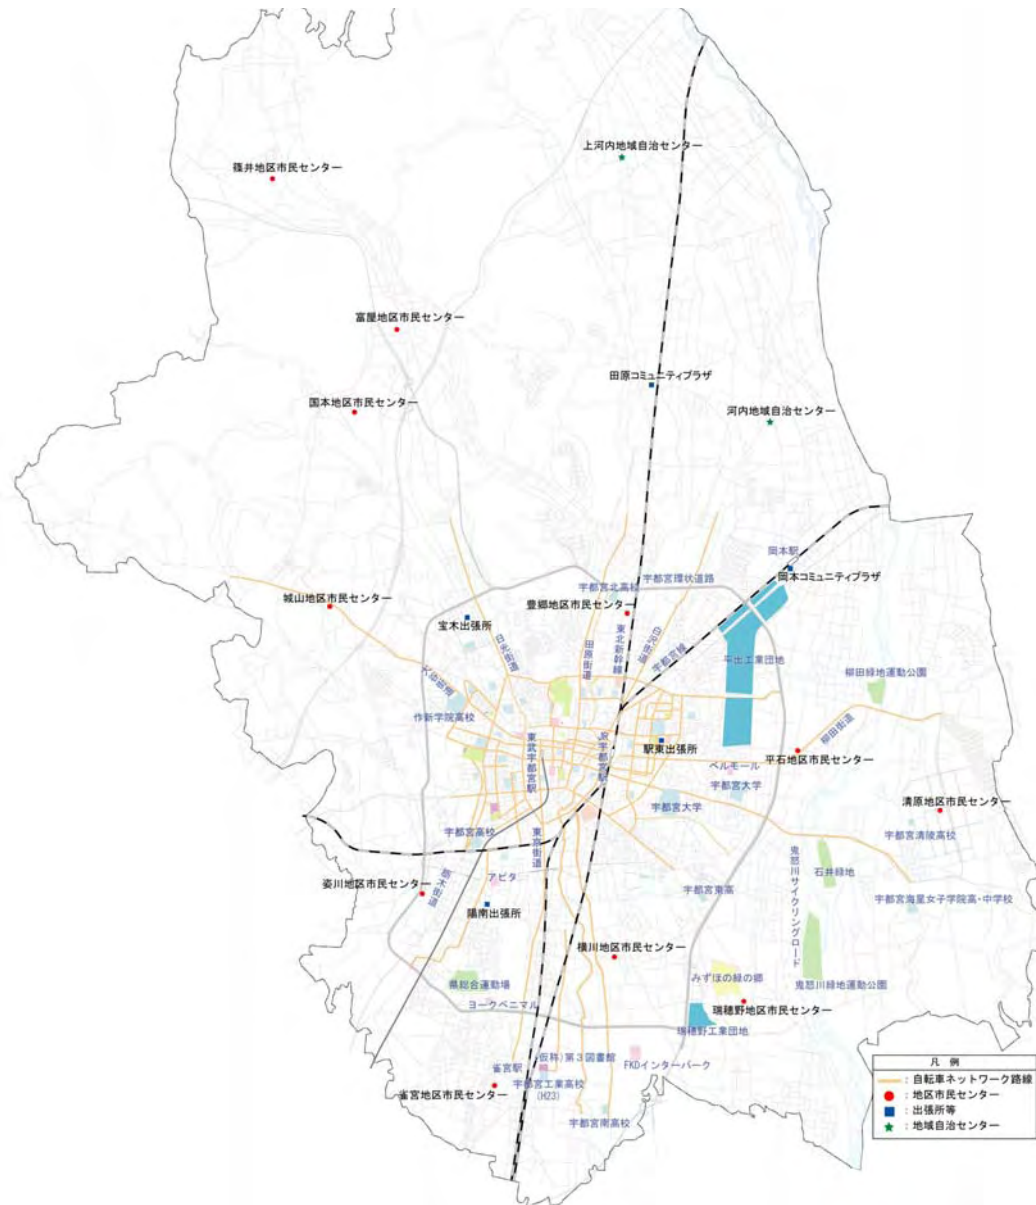 上河内地域自治センター
篠井地区市民センター
富屋地区市民センター
田原コミュニティプラザ
国本地区市民センター
河内地域自治センター
岡本駅
岡本コミュニティプラザ
宇都宮環状道路
宇都宮北高校
城山地区市民センター
豊郷地区市民センター
宝木出張所
日光街道
田原街道
東北新幹線
白沢街道
宇都宮線
平出工業団地
柳田緑地運動公園
大谷街道
作新学院高校
東武宇都宮駅
JR宇都宮駅
駅東出張所
柳田街道
平石地区市民センター
ベルモール
宇都宮大学
宇都宮大学
清原地区市民センター
宇都宮高校
東京街道
宇都宮清陵高校
鬼怒川サイクリングロード
石井緑地
アピタ
姿川地区市民センター
栃木街道
宇都宮東高
宇都宮海星女子学院高・中学校
陽南出張所
横川地区市民センター
みずほの緑の郷
県総合運動場
鬼怒川緑地運動公園
ヨークベニマル
瑞穂野地区市民センター
瑞穂野工業団地
仮称)第3図書館
雀宮駅
FKDインターパーク
宇都宮工業高校
(H23)
雀宮地区市民センター
宇都宮南高校
凡 例
：自転車ネットワーク路線
：地区市民センター
：出張所等
：地域自治センター